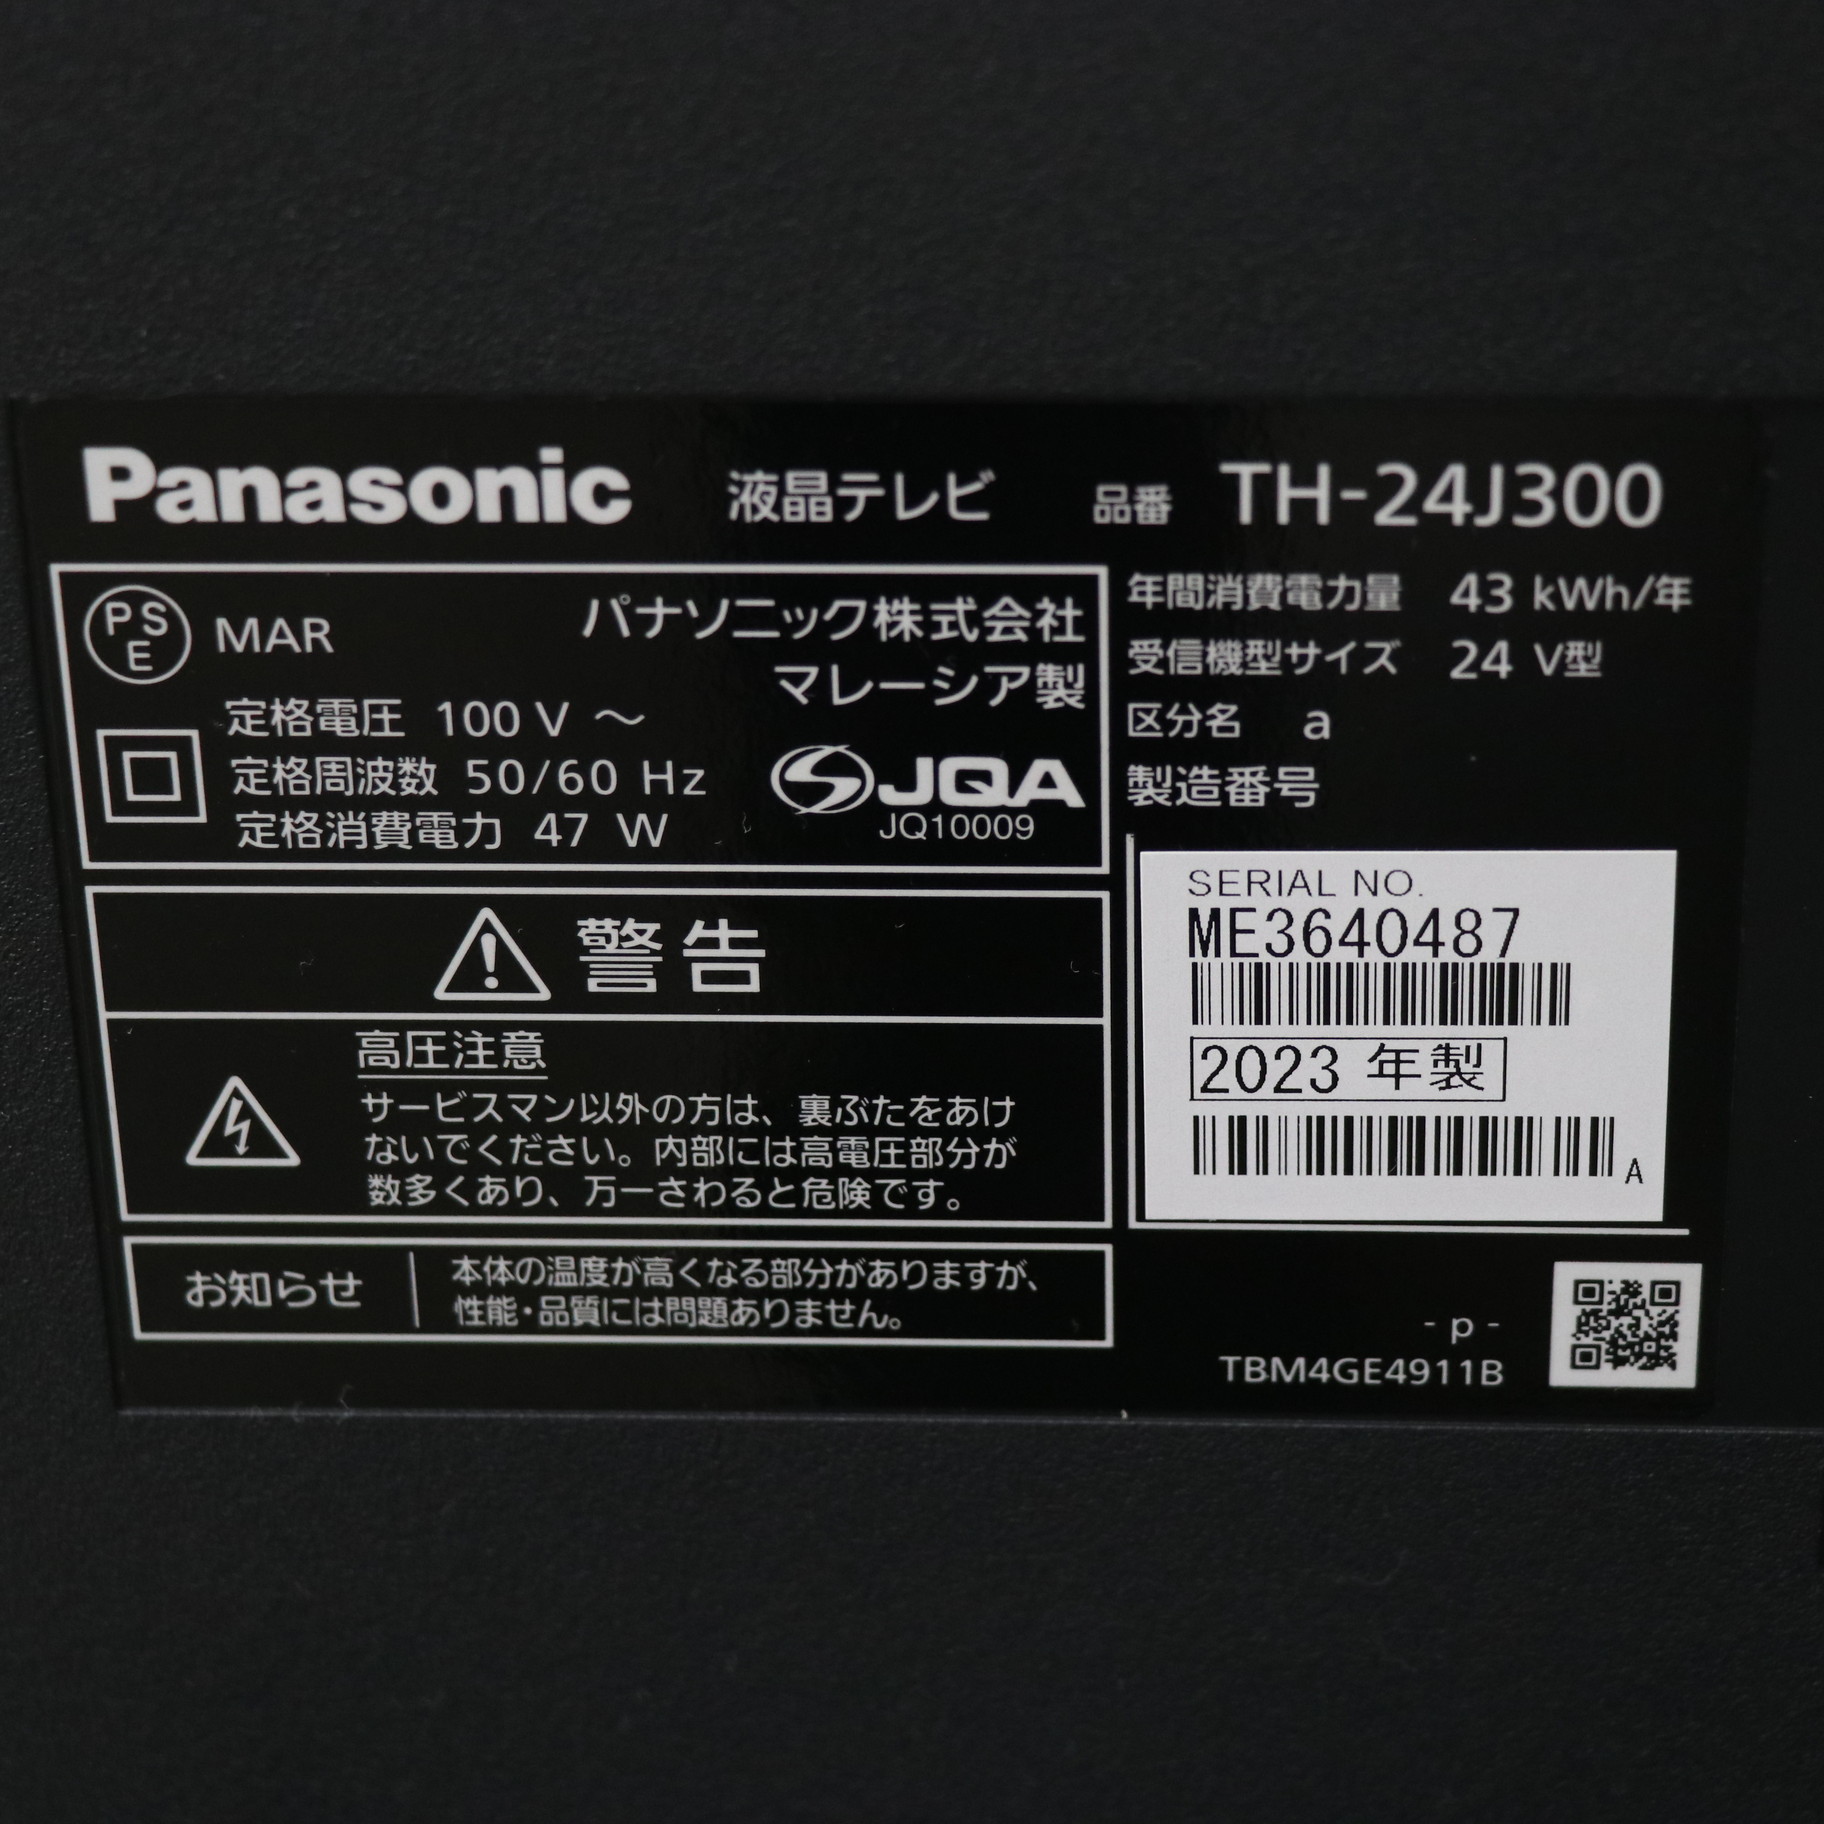 Panasonic 液晶テレビ 品番 TH-24J300
PS
E
MAR
パナソニック株式会社
マレーシア製
定格電圧 100 V ～
定格周波数 50/60 Hz
定格消費電力 47 W
JQA
JQ10009
年間消費電力量 43 kWh/年
受信機型サイズ 24 V型
区分名 a
製造番号
SERIAL NO.
ME3640487
2023 年製
A
警告
高圧注意
サービスマン以外の方は、裏ぶたをあけ
ないでください。内部には高電圧部分が
数多くあり、万一さわると危険です。
お知らせ
本体の温度が高くなる部分がありますが、
性能・品質には問題ありません。
- p -
TBM4GE4911B